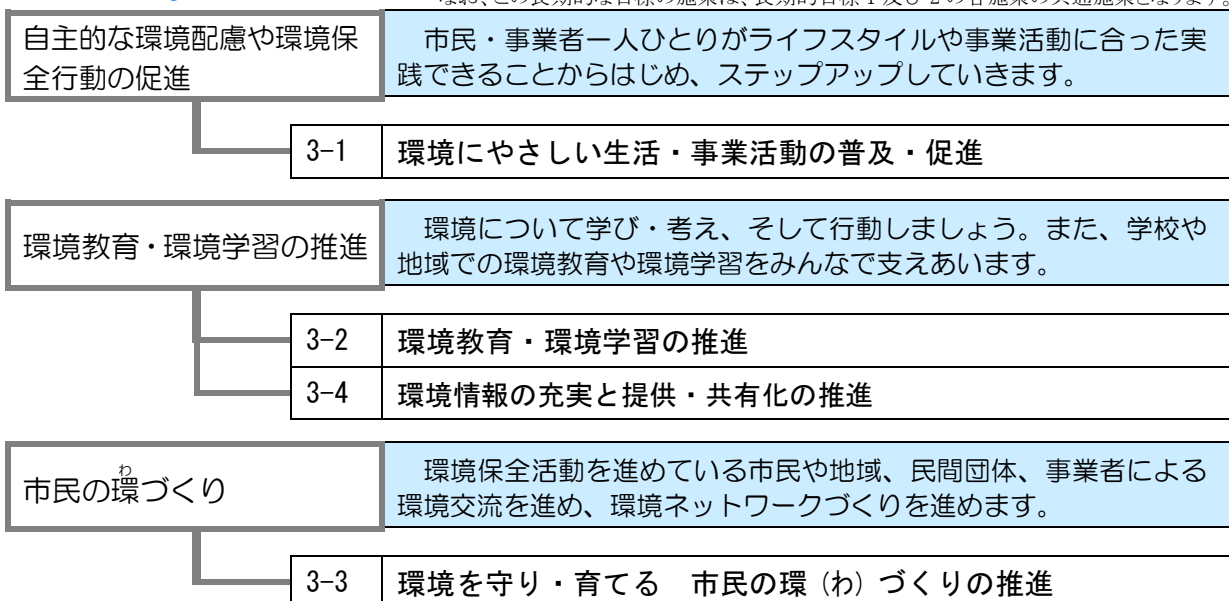 なお、この長期的な目標の施策は、長期的目標 1 及び 2 の各施策の共通施策となります。
自主的な環境配慮や環境保
全行動の促進
市民・事業者一人ひとりがライフスタイルや事業活動に合った実
践できることからはじめ、ステップアップしていきます。
3-1 環境にやさしい生活・事業活動の普及・促進
環境教育・環境学習の推進
環境について学び・考え、そして行動しましょう。また、学校や
地域での環境教育や環境学習をみんなで支えあいます。
3-2 環境教育・環境学習の推進
3-4 環境情報の充実と提供・共有化の推進
わ
市民の環づくり
環境保全活動を進めている市民や地域、民間団体、事業者による
環境交流を進め、環境ネットワークづくりを進めます。
3-3 環境を守り・育てる　市民の環（わ）づくりの推進